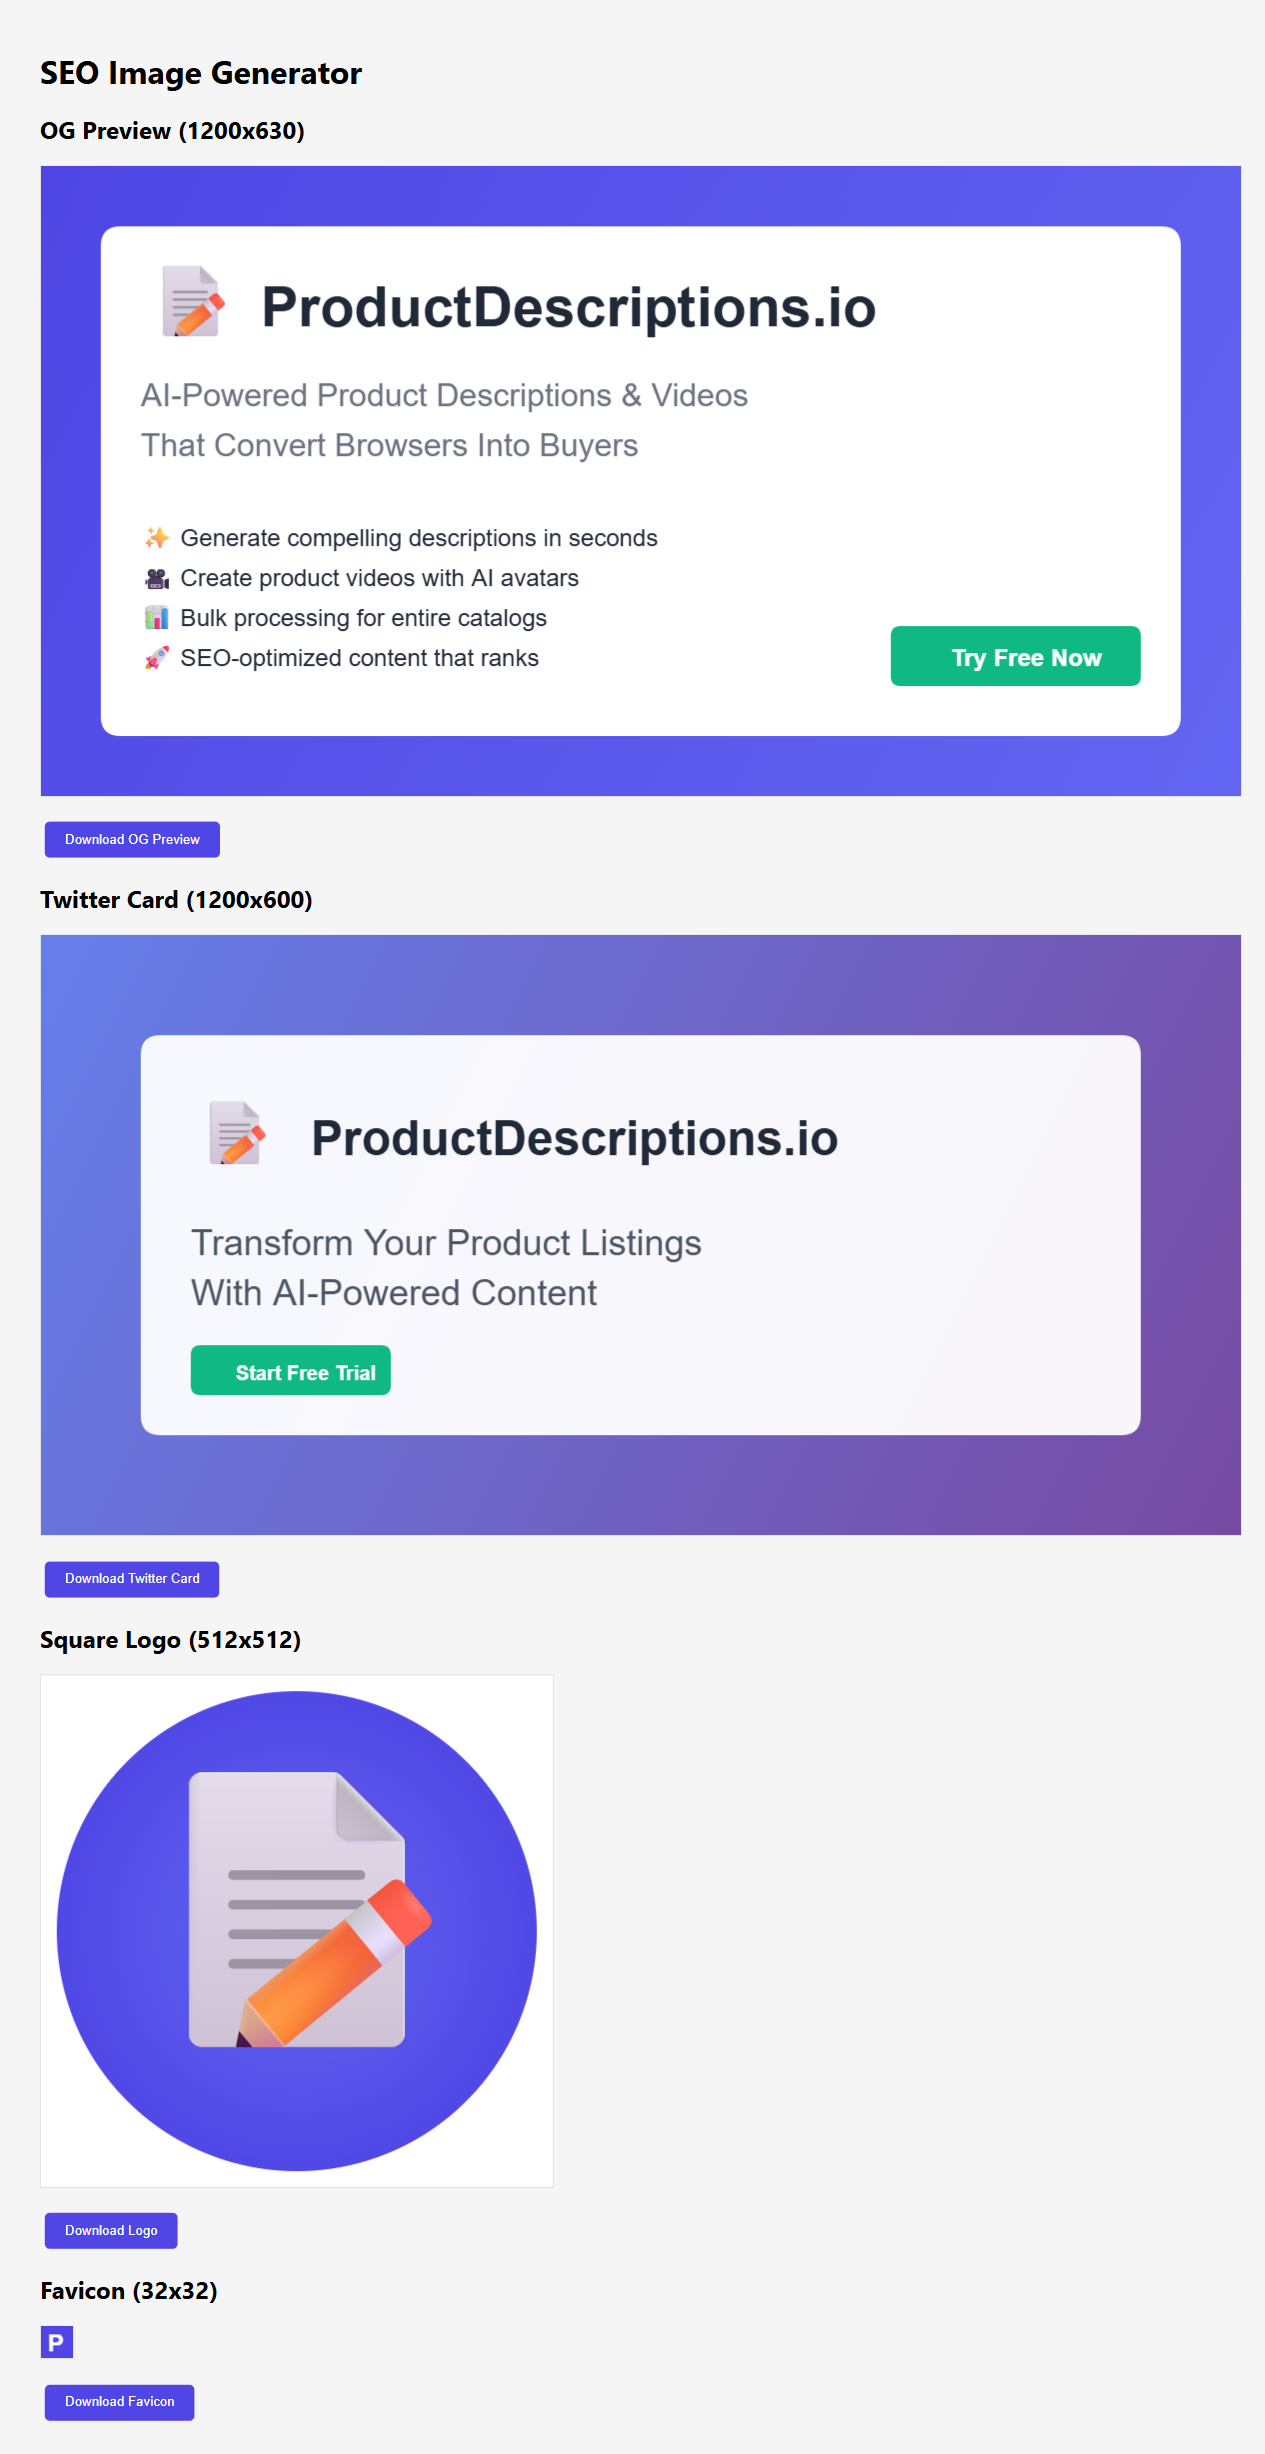 SEO Image Generator
OG Preview (1200x630)
ProductDescriptions.io
AI-Powered Product Descriptions & Videos
That Convert Browsers Into Buyers
Generate compelling descriptions in seconds
Create product videos with AI avatars
Bulk processing for entire catalogs
SEO-optimized content that ranks
Try Free Now
Download OG Preview
Twitter Card (1200x600)
ProductDescriptions.io
Transform Your Product Listings
With AI-Powered Content
Start Free Trial
Download Twitter Card
Square Logo (512x512)
Download Logo
Favicon (32x32)
P
Download Favicon